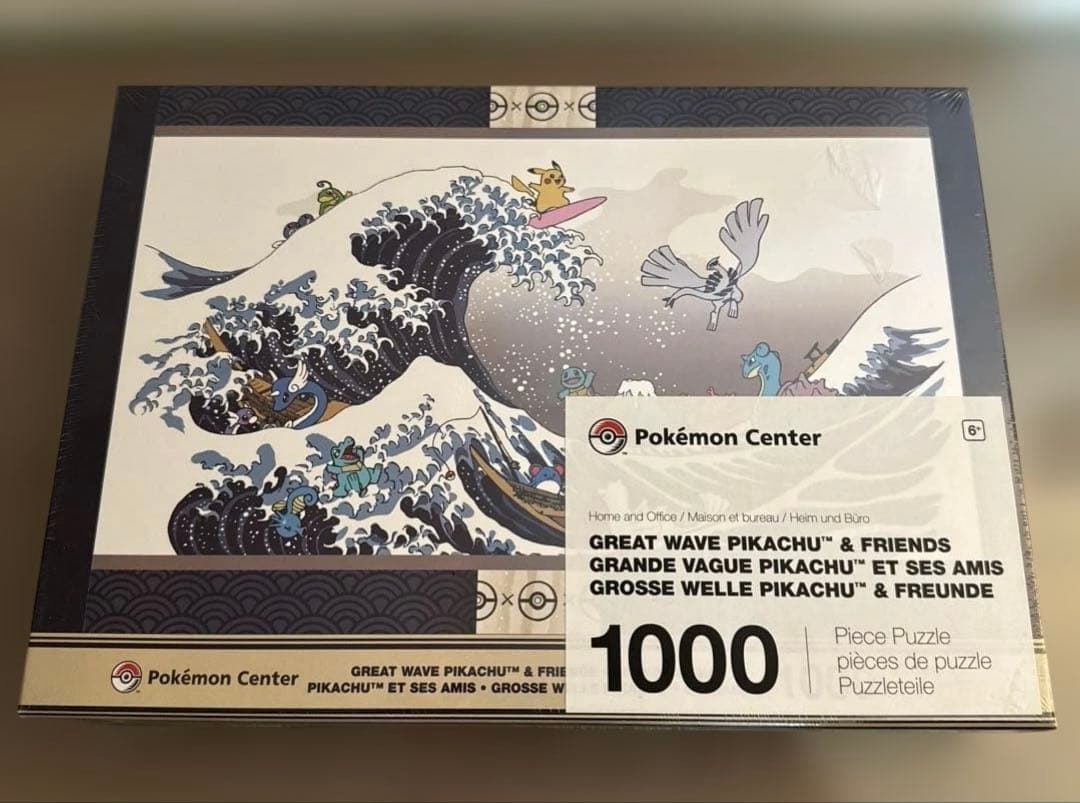 Pokémon Center
6+
Home and Office / Maison et bureau / Heim und Büro
GREAT WAVE PIKACHU™ & FRIENDS
GRANDE VAGUE PIKACHU™ ET SES AMIS
GROSSE WELLE PIKACHU™ & FREUNDE
1000
Piece Puzzle
pièces de puzzle
Puzzleteile
Pokémon Center
GREAT WAVE PIKACHU™ & FRIE
PIKACHU™ ET SES AMIS • GROSSE W